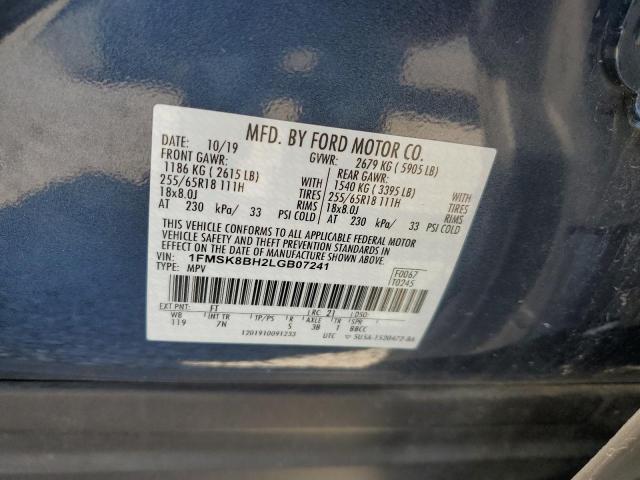 MFD. BY FORD MOTOR CO.
DATE: 10/19 GVWR: 2679 KG ( 5905 LB)
FRONT GAWR: REAR GAWR:
1186 KG ( 2615 LB) WITH 1540 KG ( 3395 LB) WITH
255/65R18 111H TIRES 255/65R18 111H TIRES
18x8.0J RIMS 18x8.0J RIMS
AT 230 kPa/ 33 PSI COLD AT 230 kPa/ 33 PSI COLD
THIS VEHICLE CONFORMS TO ALL APPLICABLE FEDERAL MOTOR
VEHICLE SAFETY AND THEFT PREVENTION STANDARDS IN
EFFECT ON THE DATE OF MANUFACTURE SHOWN ABOVE.
VIN: 1FMSK8BH2LGB07241
TYPE: MPV
F0067
T0245
EXT PNT: FT RC: 21 DSO:
WB INT TR TP/PS R AXLE TR SPR
119 7N S 3B 1 BBCC
1201910091233 UTC